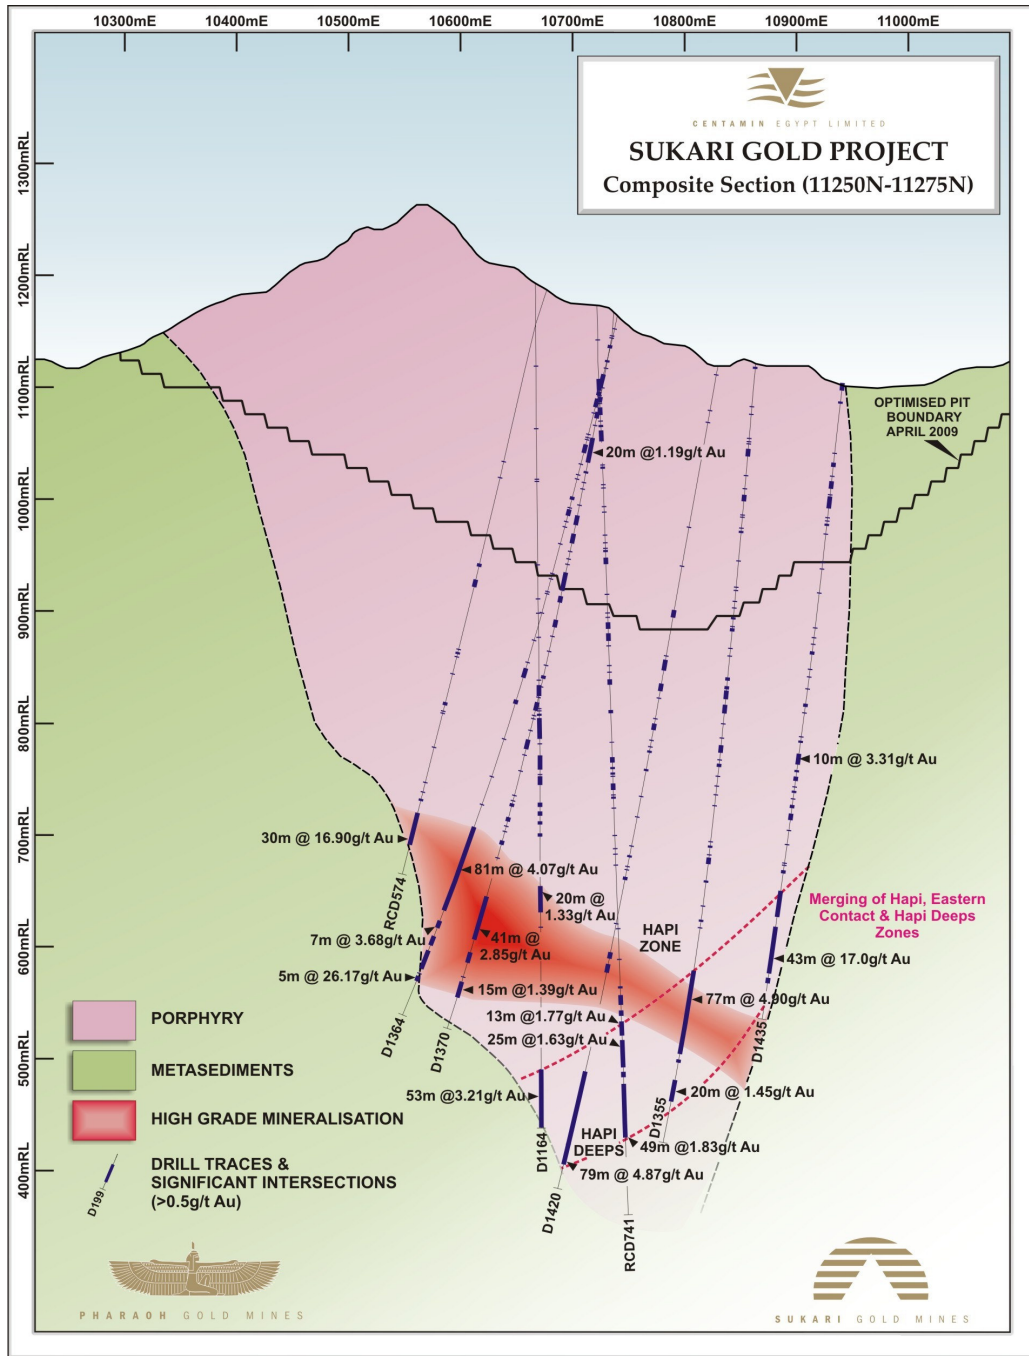 10300mE 10400mE 10500mE 10600mE 10700mE 10800mE 10900mE 11000mE
CENTAMIN EGYPT LIMITED
SUKARI GOLD PROJECT
Composite Section (11250N-11275N)
1300mRL
1200mRL
1100mRL
1000mRL
900mRL
800mRL
700mRL
600mRL
500mRL
400mRL
OPTIMISED PIT
BOUNDARY
APRIL 2009
20m @1.19g/t Au
10m @ 3.31g/t Au
30m @ 16.90g/t Au
81m @ 4.07g/t Au
RCD574
20m @
1.33g/t Au
Merging of Hapi, Eastern
Contact & Hapi Deeps
Zones
7m @ 3.68g/t Au
41m @
2.85g/t Au
HAPI
ZONE
43m @ 17.0g/t Au
5m @ 26.17g/t Au
15m @1.39g/t Au
77m @ 4.90g/t Au
13m @1.77g/t Au
25m @1.63g/t Au
D1364
D1370
D1435
53m @3.21g/t Au
20m @ 1.45g/t Au
D1355
HAPI
DEEPS
49m @1.83g/t Au
D1164
79m @ 4.87g/t Au
D1420
RCD741
PORPHYRY
METASEDIMENTS
HIGH GRADE MINERALISATION
D199
DRILL TRACES &
SIGNIFICANT INTERSECTIONS
(>0.5g/t Au)
PHARAOH GOLD MINES
SUKARI GOLD MINES